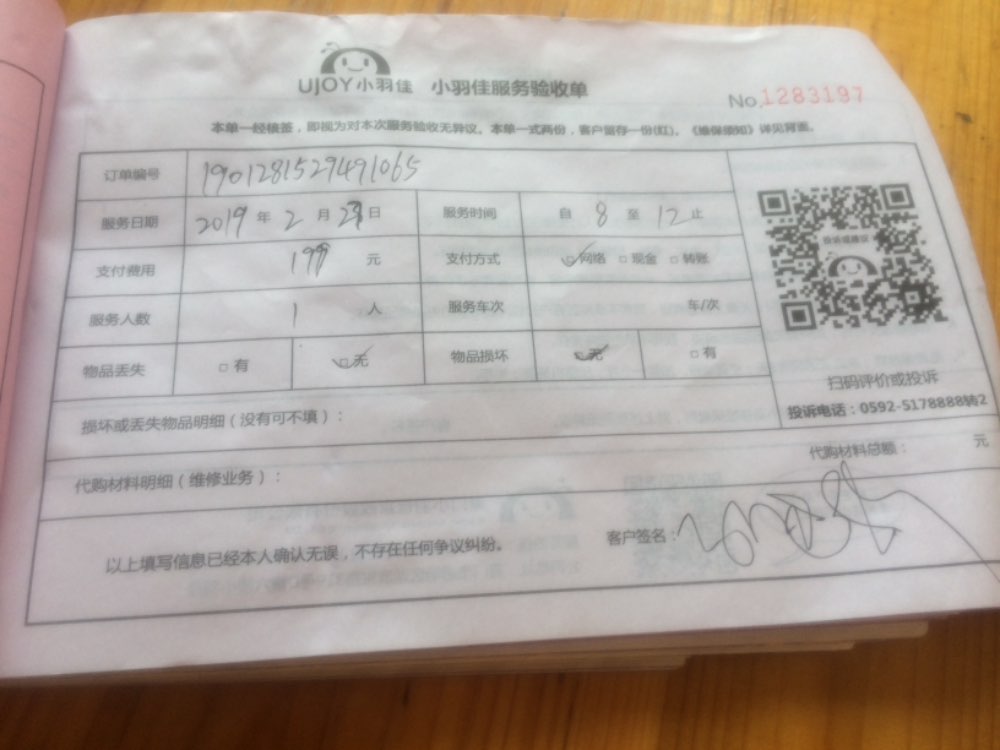 UJOY小羽佳 小羽佳服务验收单
No.1283197
本单一经核签，即视为对本次服务验收无异议。本单一式两份，客户留存一份(红)。《维保须知》详见背面。
订单编号 1901281529491065
服务日期 2019 年 2 月 日 服务时间 自 8 至 12 止
投诉或建议
支付费用 199 元 支付方式 ☑网络 □现金 □转账
服务人数 1 人 服务车次 车/次
物品丢失 □有 ☑无 物品损坏 ☑无 □有
扫码评价或投诉
投诉电话：0592-5178888转2
损坏或丢失物品明细（没有可不填）：
代购材料明细（维修业务）： 代购材料总额： 元
以上填写信息已经本人确认无误，不存在任何争议纠纷。 客户签名：